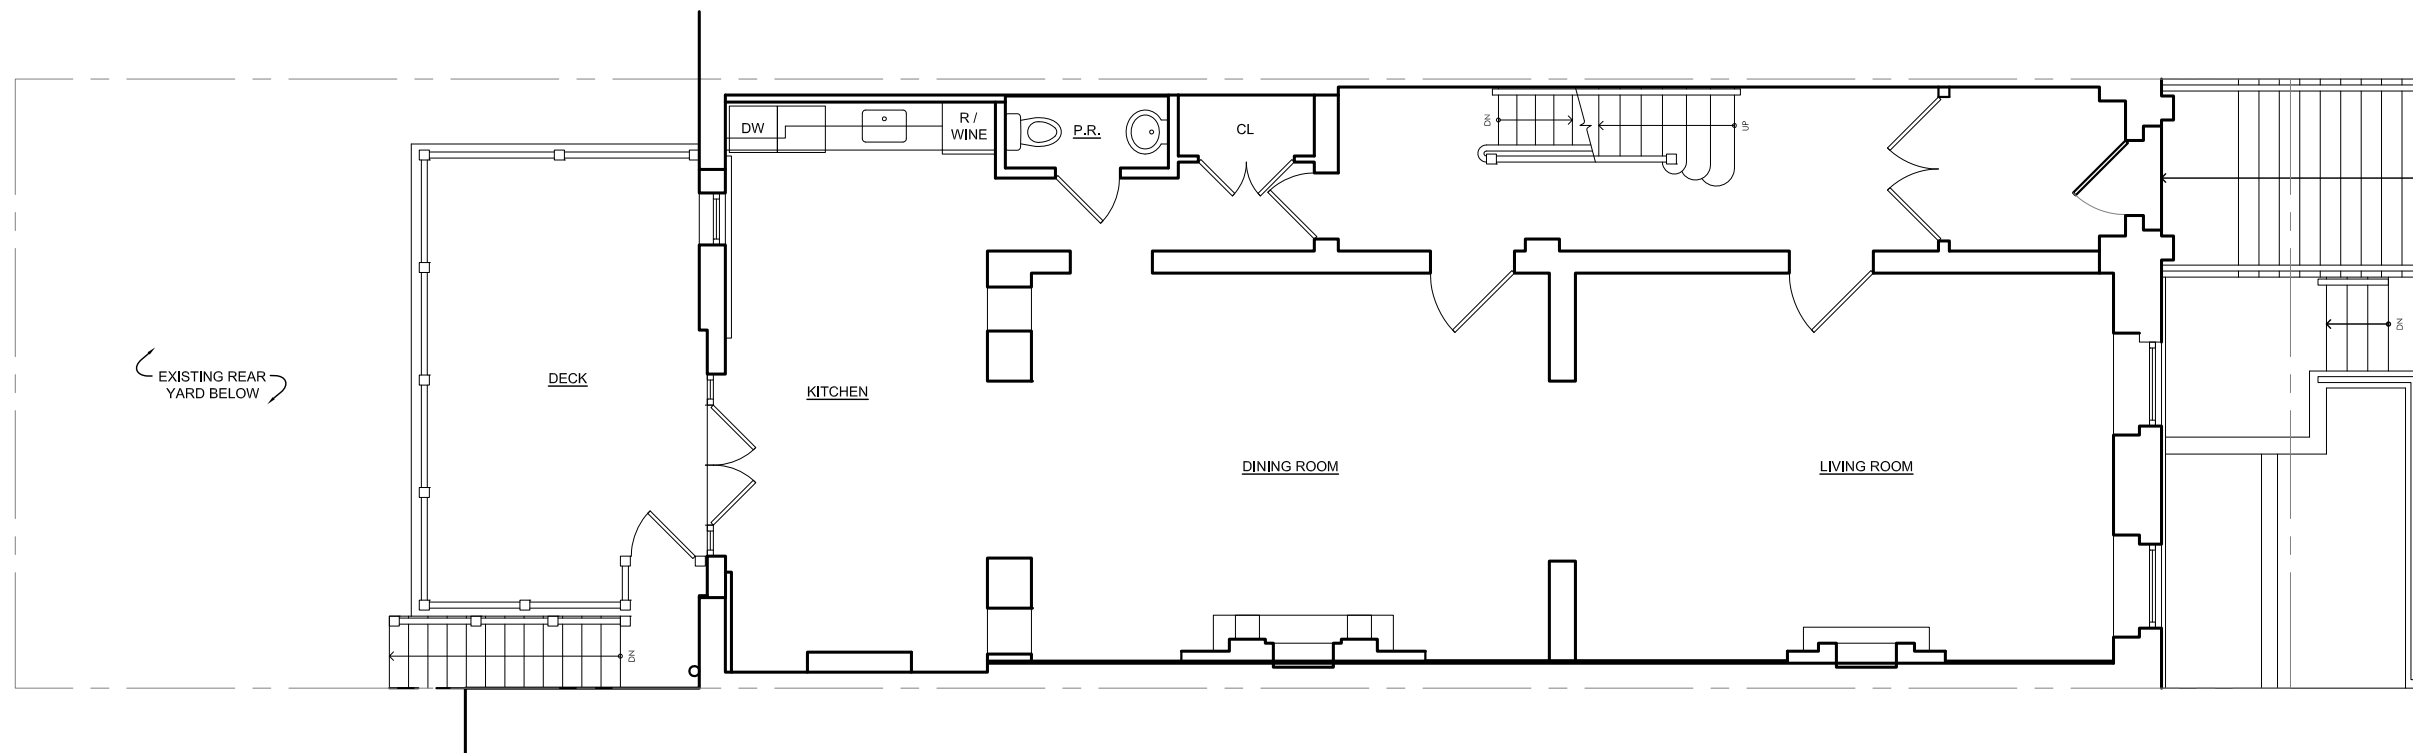 DW
R /
WINE
P.R.
CL
DN
UP
DN
EXISTING REAR
YARD BELOW
DECK
KITCHEN
DINING ROOM
LIVING ROOM
DN